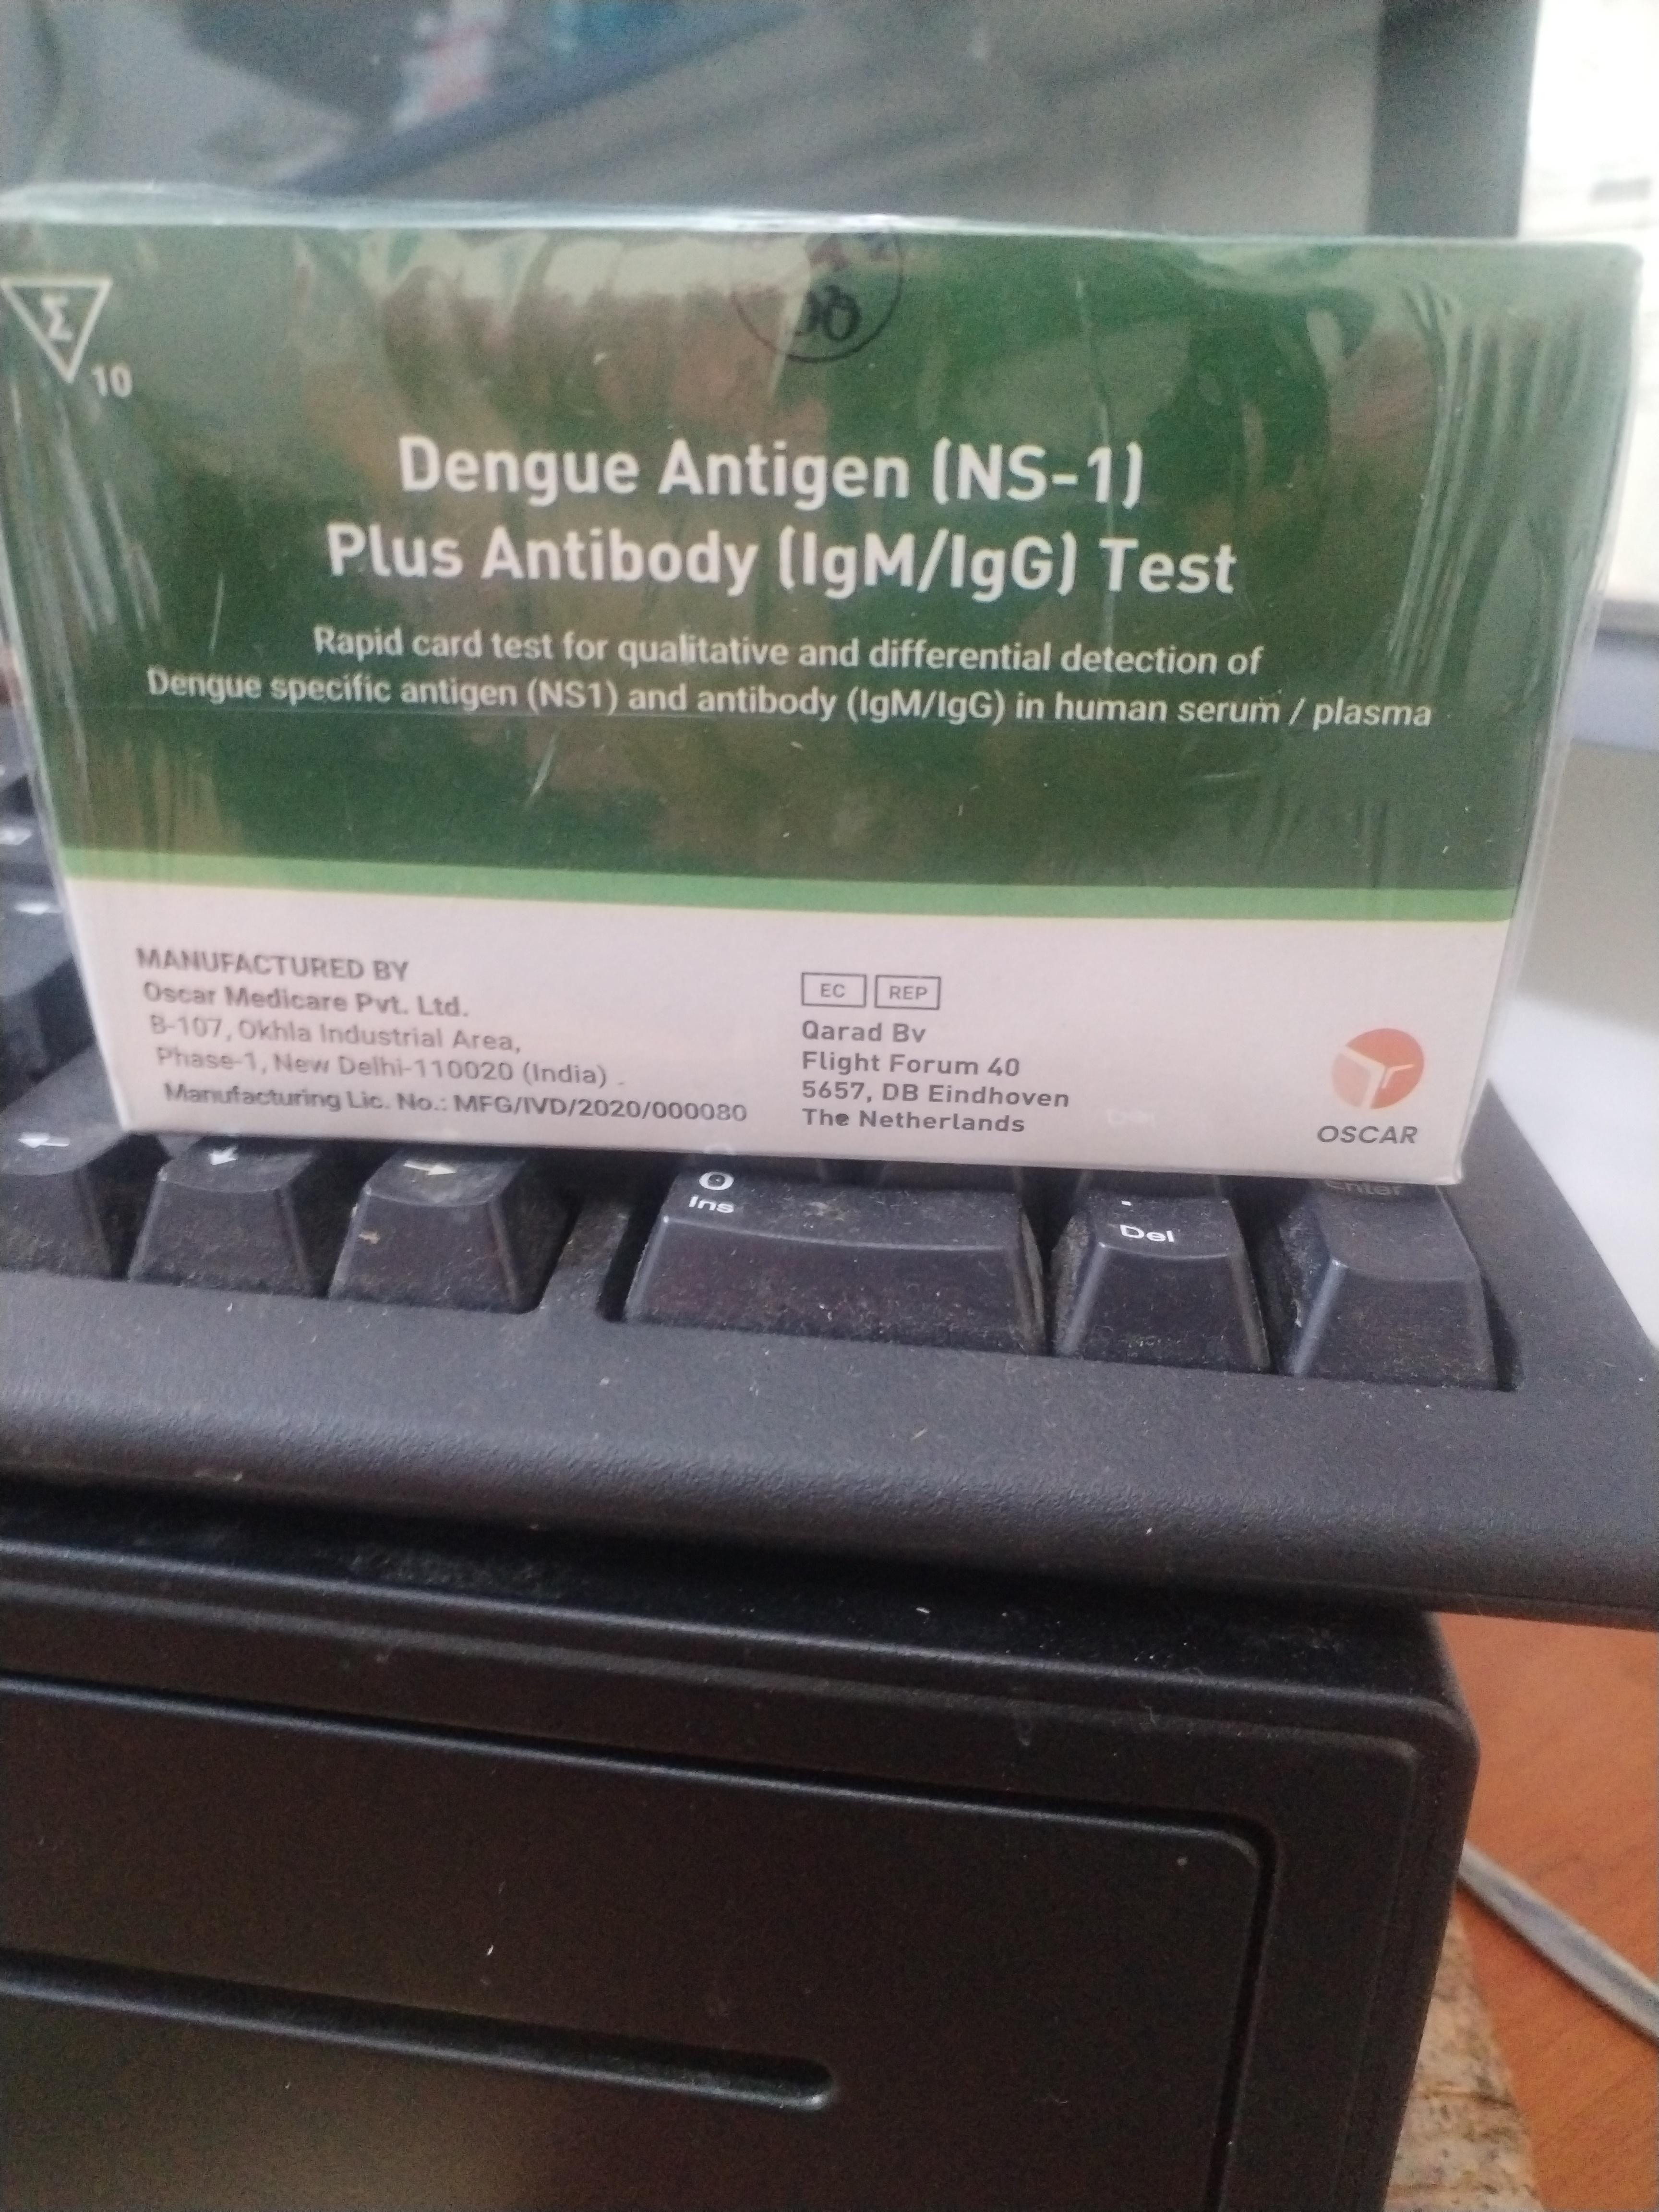 Σ
10
Dengue Antigen (NS-1)
Plus Antibody (IgM/IgG) Test
Rapid card test for qualitative and differential detection of
Dengue specific antigen (NS1) and antibody (IgM/IgG) in human serum / plasma
MANUFACTURED BY
Oscar Medicare Pvt. Ltd.
B-107, Okhla Industrial Area,
Phase-1, New Delhi-110020 (India)
Manufacturing Lic. No.: MFG/IVD/2020/000080
EC REP
Qarad Bv
Flight Forum 40
5657, DB Eindhoven
The Netherlands
OSCAR
0
Ins
.
Del
Enter